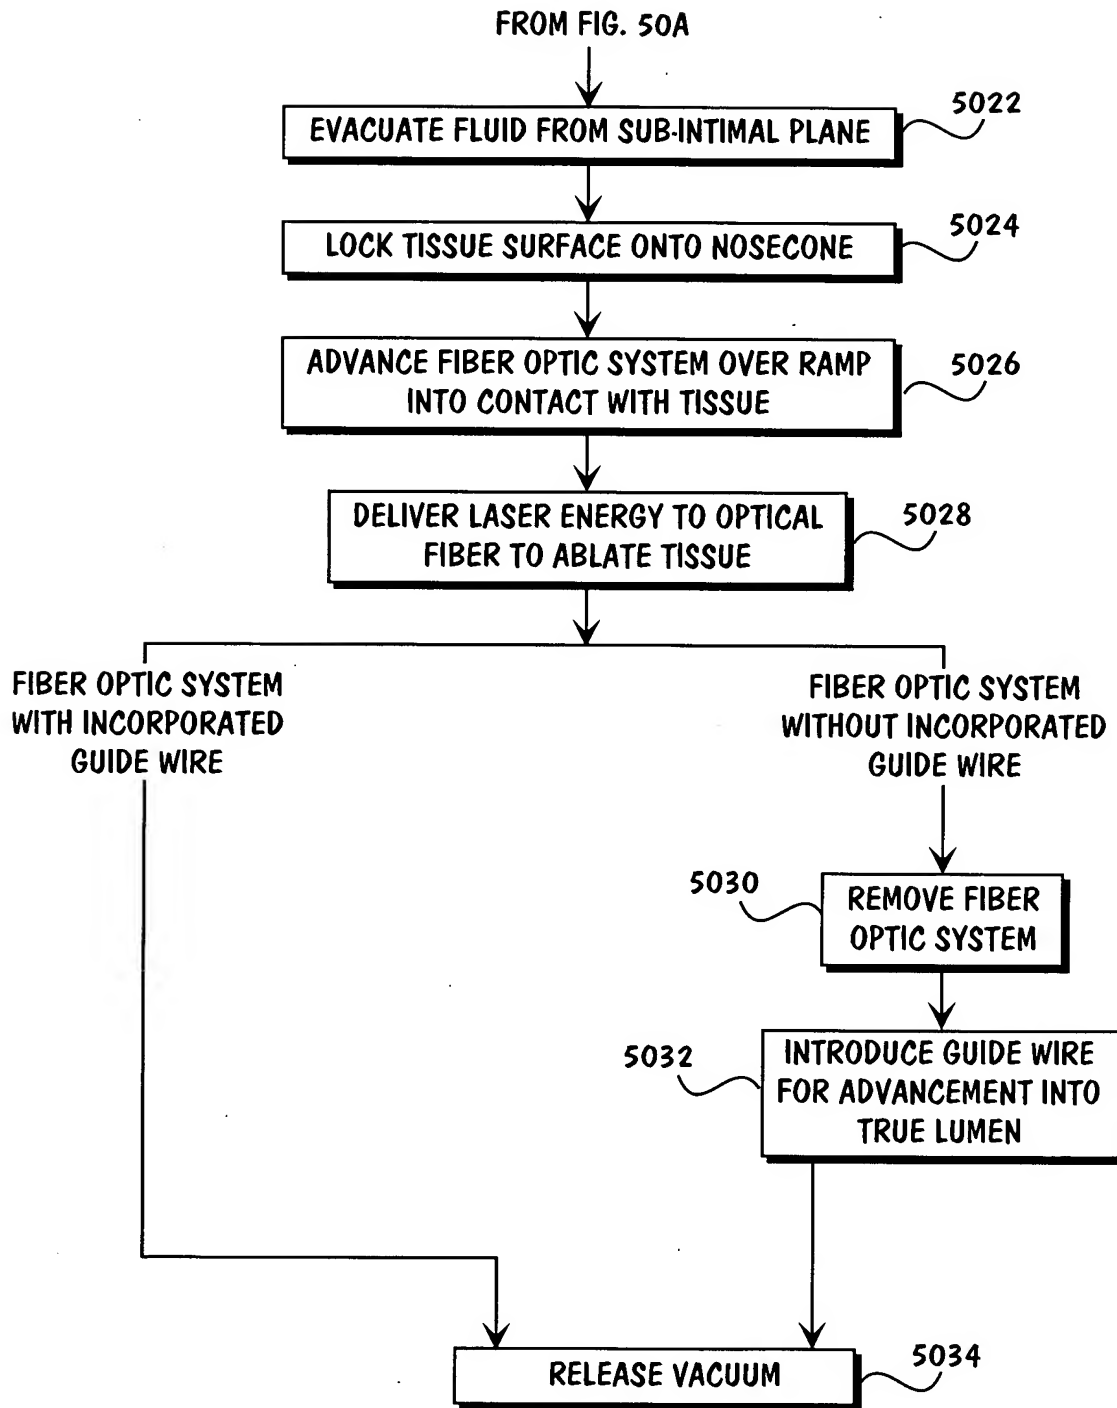 FROM FIG. 50A
EVACUATE FLUID FROM SUB-INTIMAL PLANE
5022
LOCK TISSUE SURFACE ONTO NOSECONE
5024
ADVANCE FIBER OPTIC SYSTEM OVER RAMP
INTO CONTACT WITH TISSUE
5026
DELIVER LASER ENERGY TO OPTICAL
FIBER TO ABLATE TISSUE
5028
FIBER OPTIC SYSTEM
WITH INCORPORATED
GUIDE WIRE
FIBER OPTIC SYSTEM
WITHOUT INCORPORATED
GUIDE WIRE
5030
REMOVE FIBER
OPTIC SYSTEM
5032
INTRODUCE GUIDE WIRE
FOR ADVANCEMENT INTO
TRUE LUMEN
RELEASE VACUUM
5034